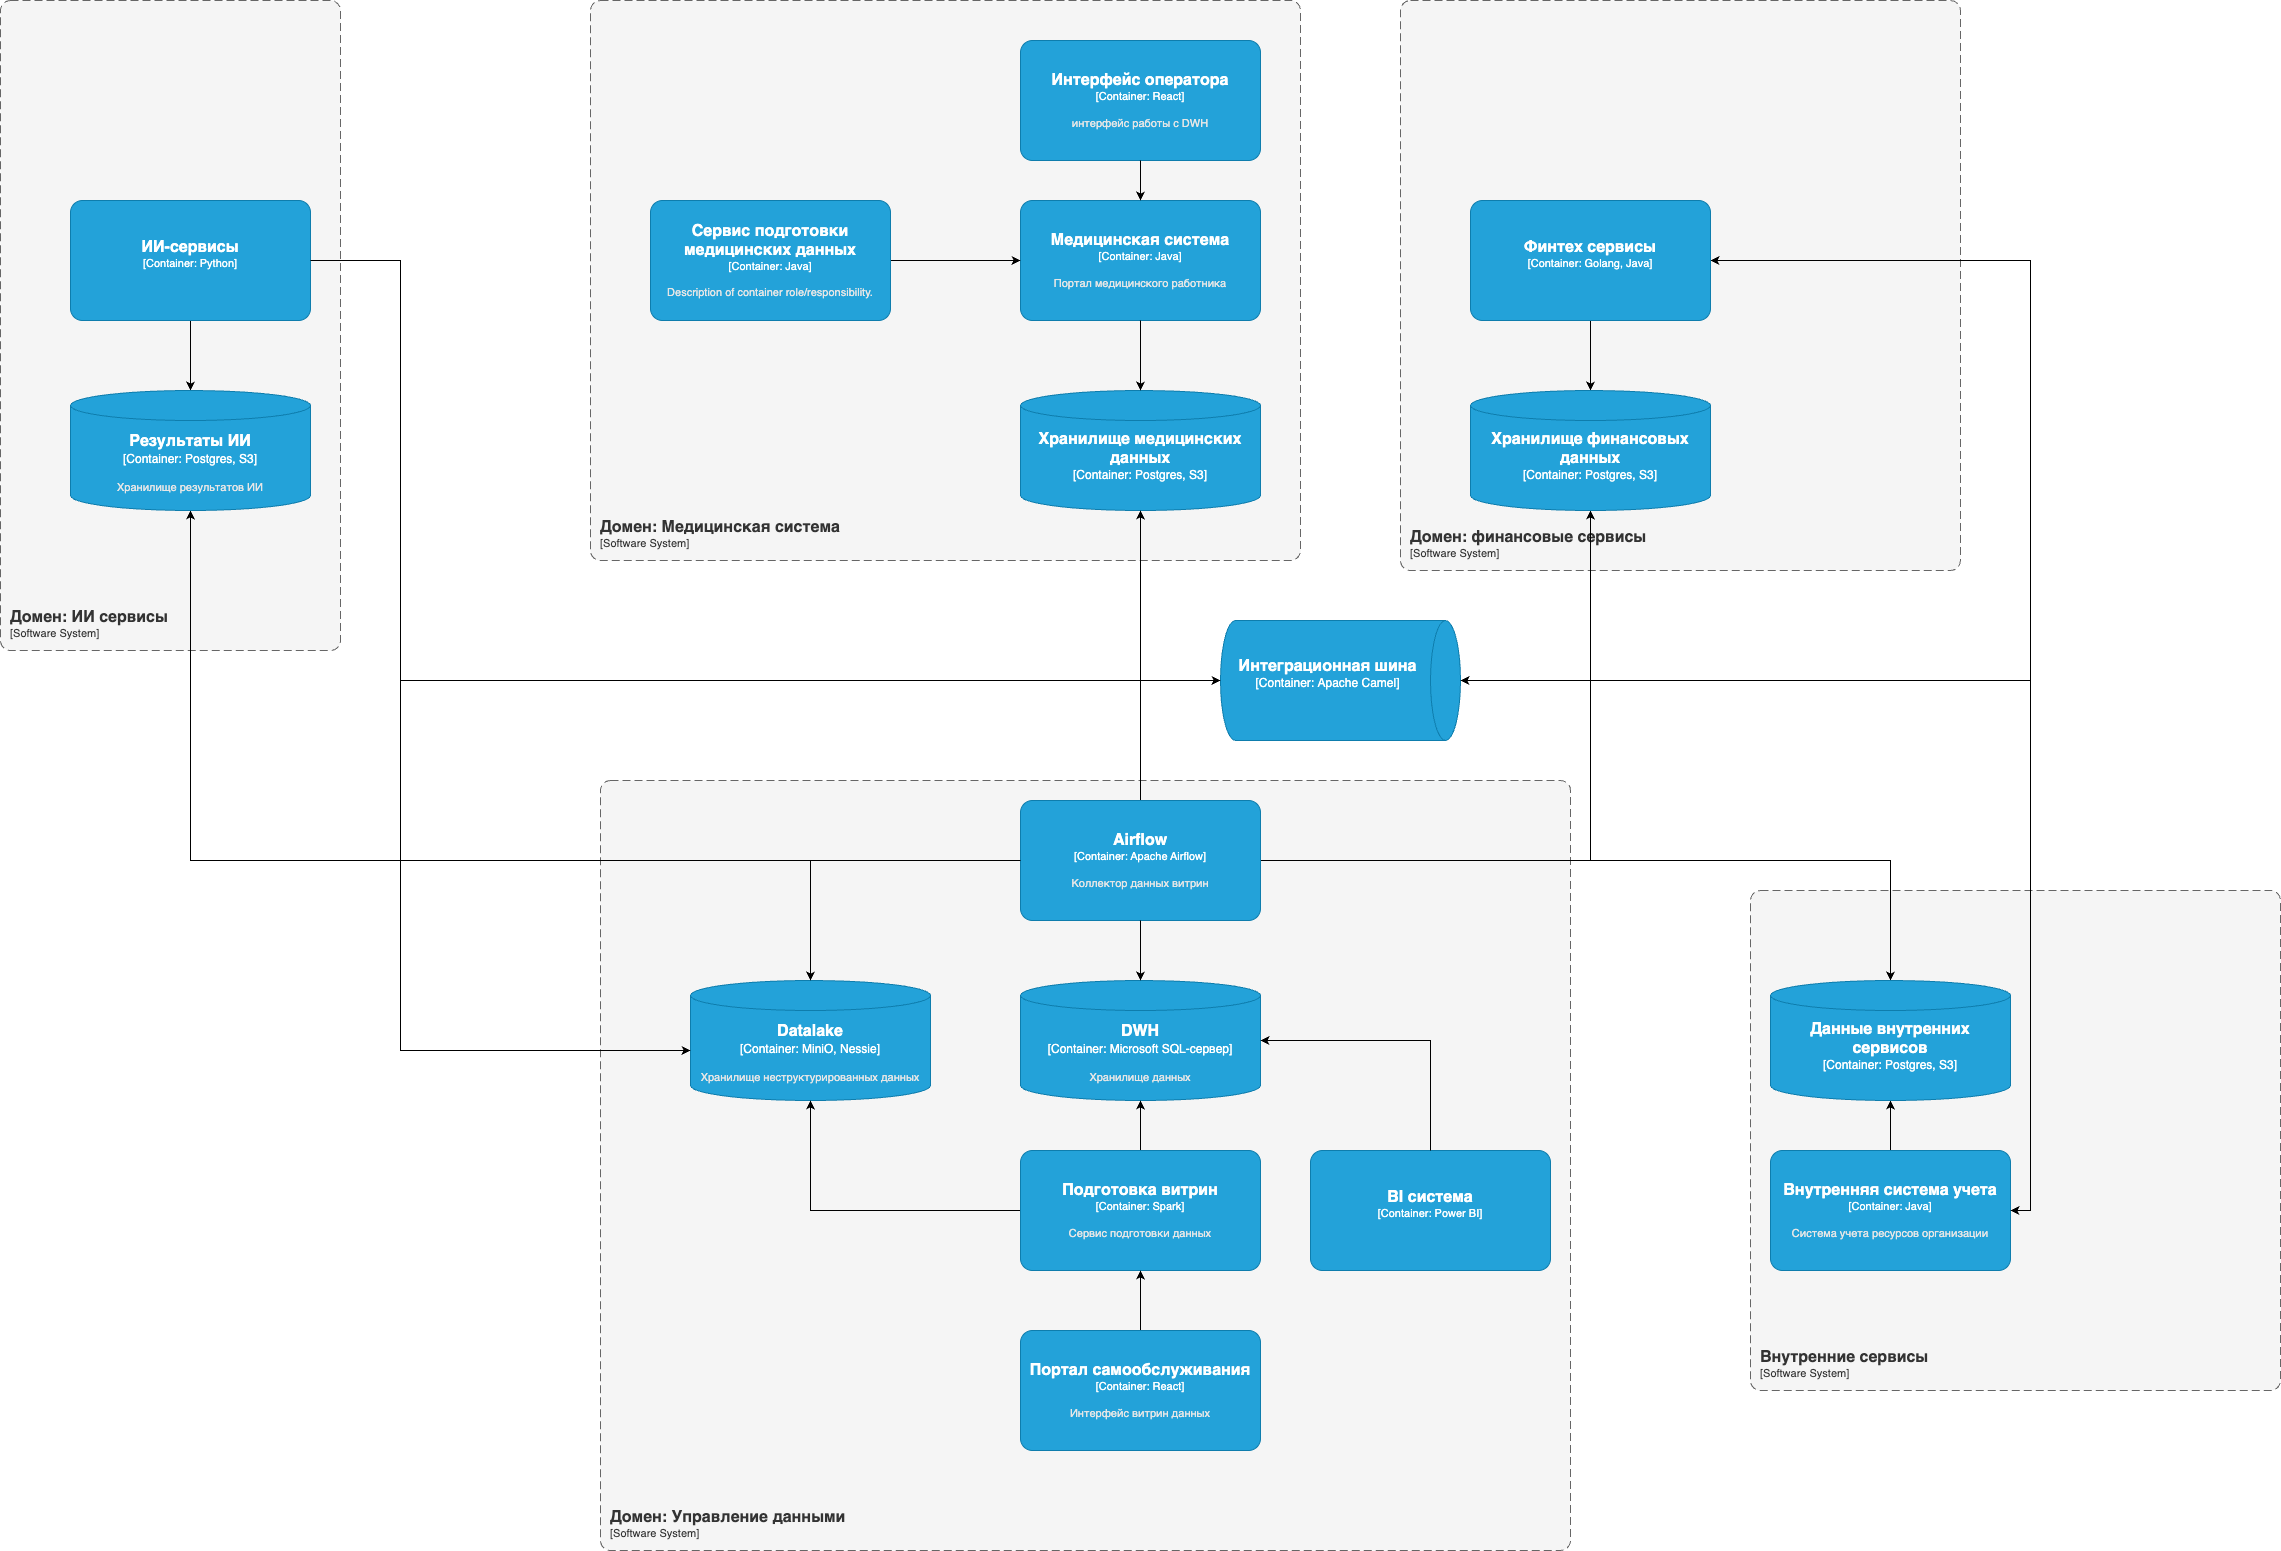 Интерфейс оператора
[Container: React]
интерфейс работы с DWH
ИИ-сервисы
[Container: Python]
Сервис подготовки
медицинских данных
[Container: Java]
Description of container role/responsibility.
Медицинская система
[Container: Java]
Портал медицинского работника
Финтех сервисы
[Container: Golang, Java]
Результаты ИИ
[Container: Postgres, S3]
Хранилище результатов ИИ
Хранилище медицинских
данных
[Container: Postgres, S3]
Хранилище финансовых
данных
[Container: Postgres, S3]
Домен: Медицинская система
[Software System]
Домен: финансовые сервисы
[Software System]
Домен: ИИ сервисы
[Software System]
Интеграционная шина
[Container: Apache Camel]
Airflow
[Container: Apache Airflow]
Коллектор данных витрин
Datalake
[Container: MiniO, Nessie]
Хранилище неструктурированных данных
DWH
[Container: Microsoft SQL-сервер]
Хранилище данных
Данные внутренних
сервисов
[Container: Postgres, S3]
Подготовка витрин
[Container: Spark]
Сервис подготовки данных
BI система
[Container: Power BI]
Внутренняя система учета
[Container: Java]
Система учета ресурсов организации
Портал самообслуживания
[Container: React]
Интерфейс витрин данных
Внутренние сервисы
[Software System]
Домен: Управление данными
[Software System]